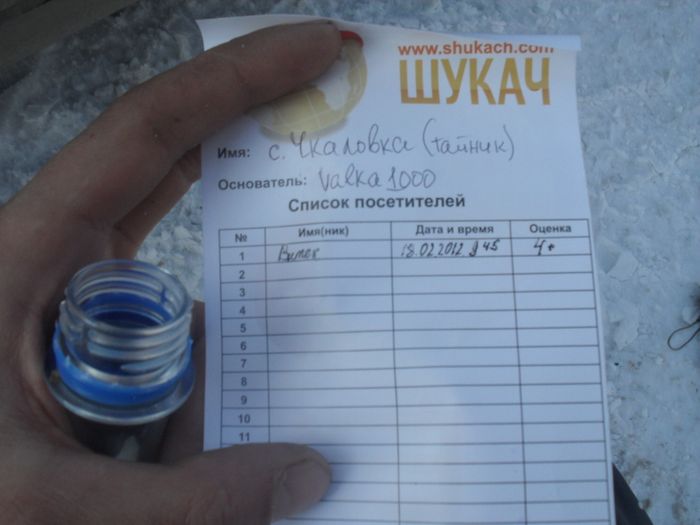 www.shukach.com
ШУКАЧ
Имя: с. Чкаловка (тайник)
Основатель: Valka1000
Список посетителей
№ Имя(ник) Дата и время Оценка
1 Витек 18.02.2012 9 45 4+
2
3
4
5
6
7
8
9
10
11